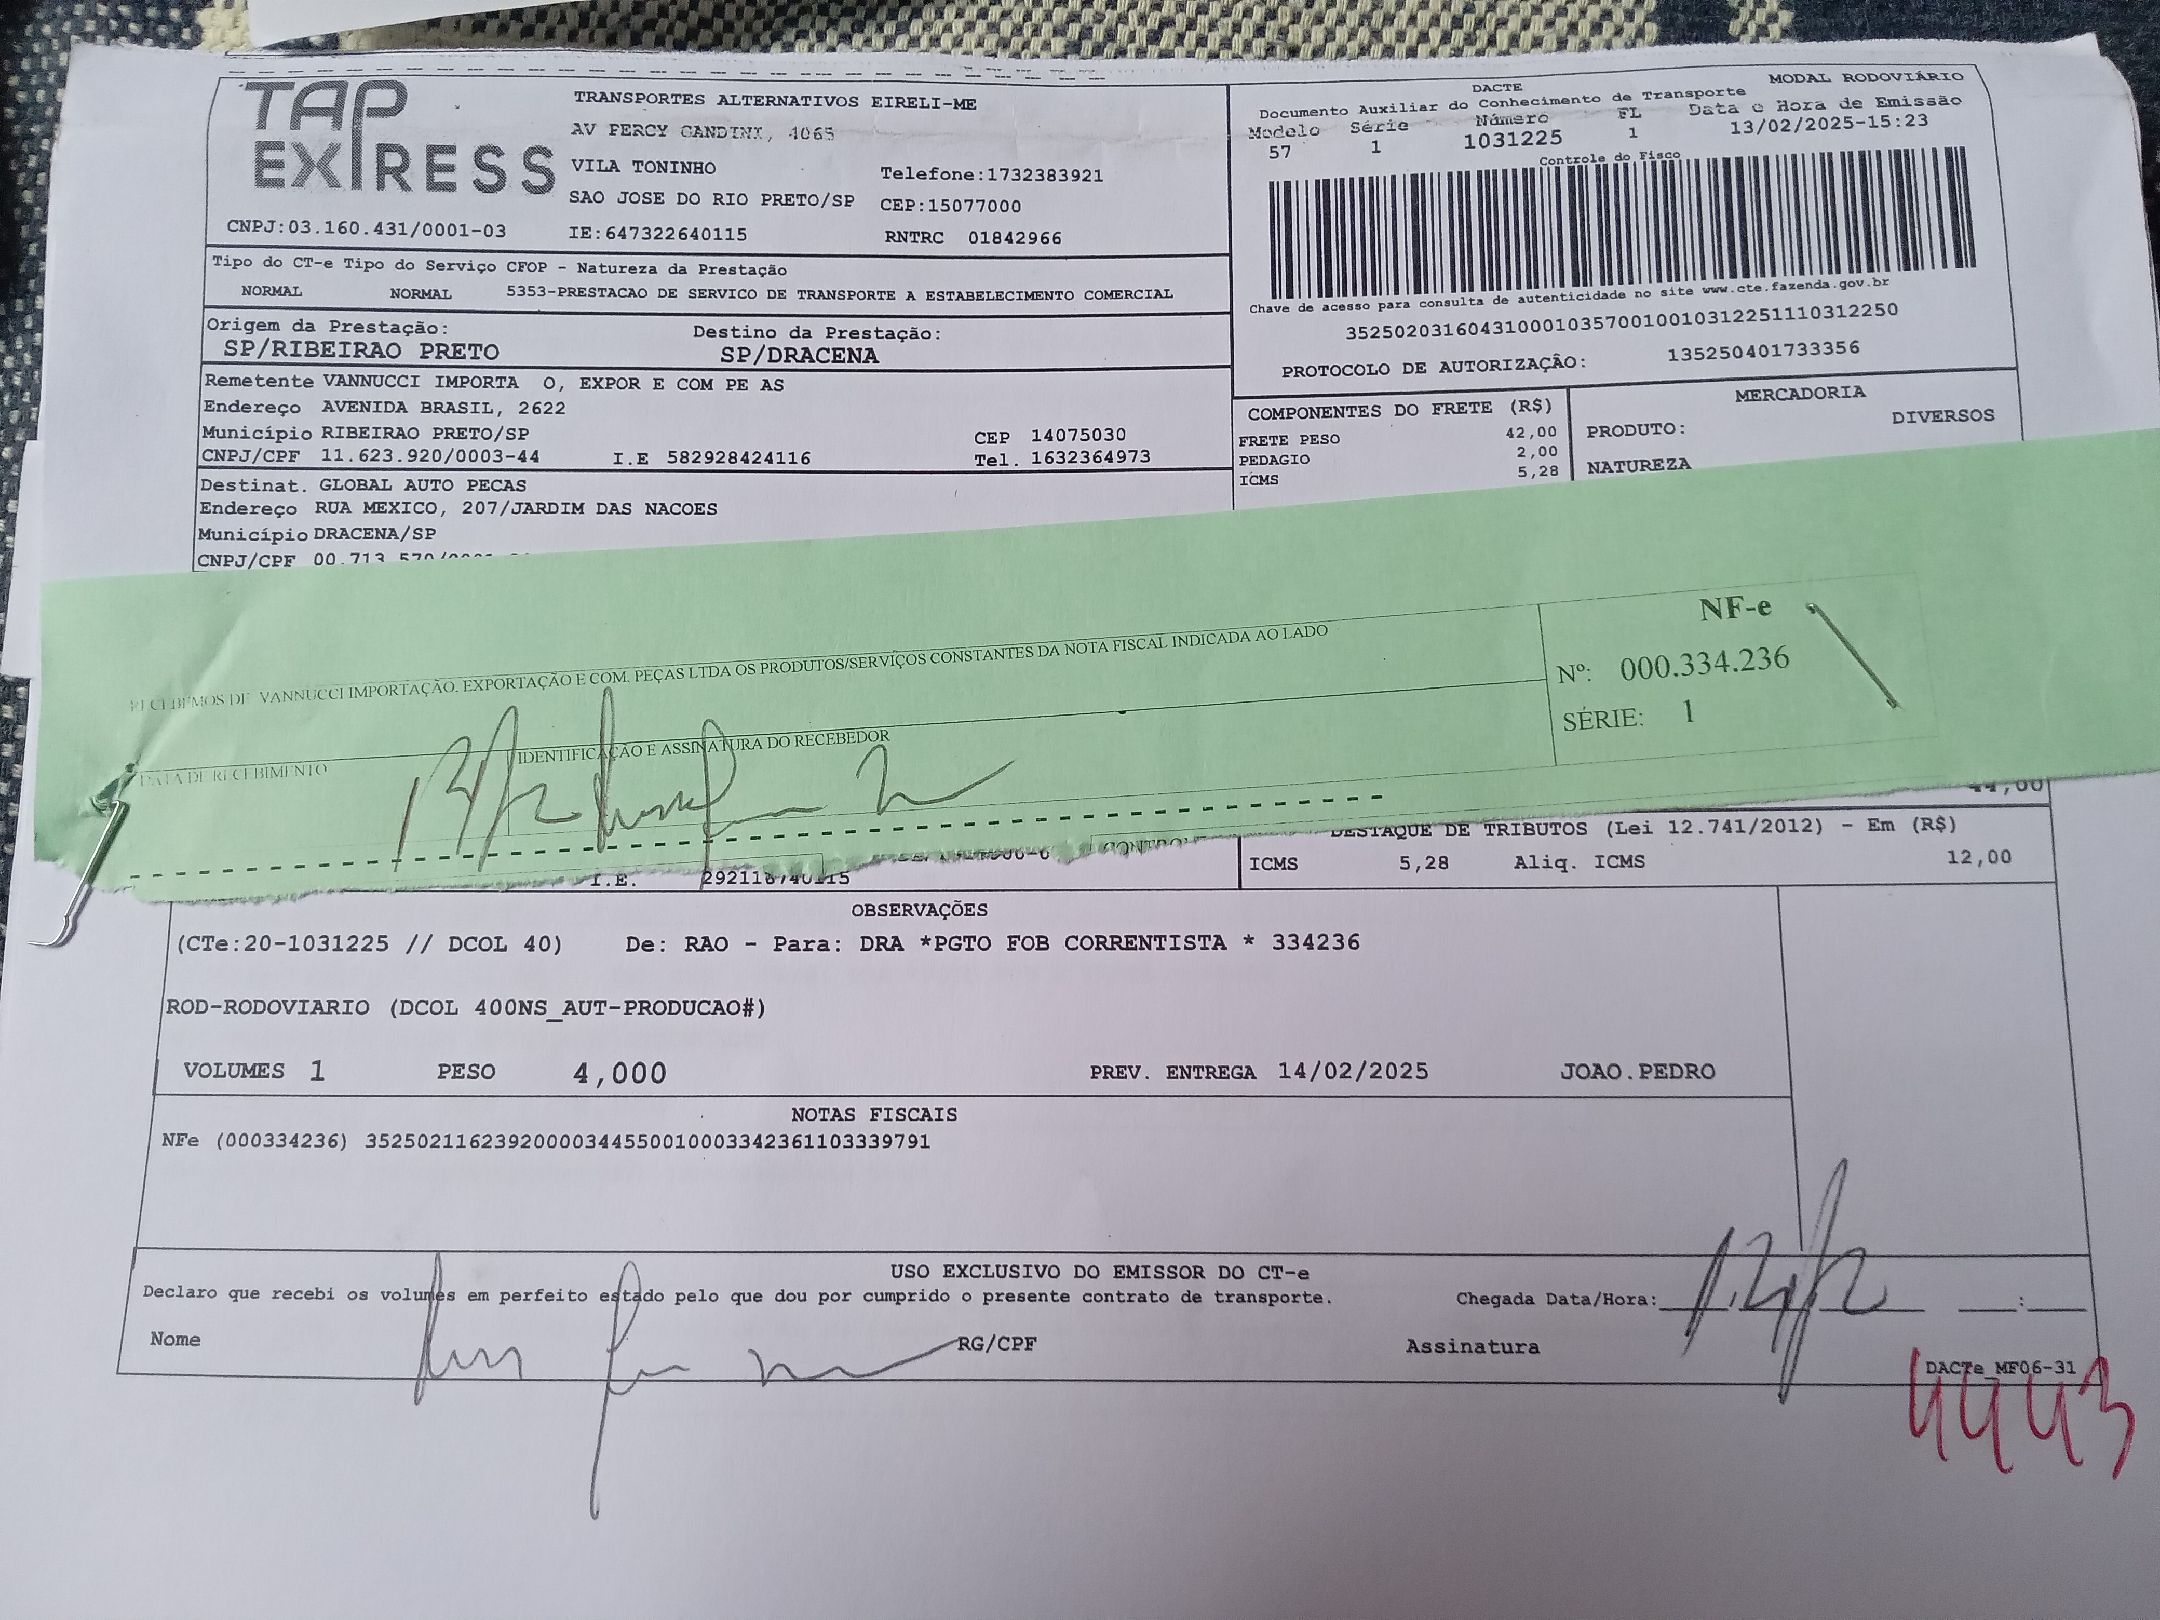 TAP EXPRESS
TRANSPORTES ALTERNATIVOS EIRELI-ME
AV PERCY GANDINI, 1065
VILA TONINHO
Telefone:1732383921
SAO JOSE DO RIO PRETO/SP CEP:15077000
CNPJ:03.160.431/0001-03 IE:647322640115 RNTRC 01842966
MODAL RODOVIÁRIO
DACTE
Documento Auxiliar do Conhecimento de Transporte
Modelo Série Número FL Data e Hora de Emissão
57 1 1031225 1 13/02/2025-15:23
Controle do Fisco
Chave de acesso para consulta de autenticidade no site www.cte.fazenda.gov.br
35250203160431000103570010010312251110312250
PROTOCOLO DE AUTORIZAÇÃO: 135250401733356
Tipo do CT-e Tipo do Serviço CFOP - Natureza da Prestação
NORMAL NORMAL 5353-PRESTACAO DE SERVICO DE TRANSPORTE A ESTABELECIMENTO COMERCIAL
Origem da Prestação: Destino da Prestação:
SP/RIBEIRAO PRETO SP/DRACENA
Remetente VANNUCCI IMPORTA O, EXPOR E COM PE AS
Endereço AVENIDA BRASIL, 2622
Município RIBEIRAO PRETO/SP CEP 14075030
CNPJ/CPF 11.623.920/0003-44 I.E 582928424116 Tel. 1632364973
COMPONENTES DO FRETE (R$)
FRETE PESO 42,00
PEDAGIO 2,00
ICMS 5,28
MERCADORIA
PRODUTO: DIVERSOS
NATUREZA
Destinat. GLOBAL AUTO PECAS
Endereço RUA MEXICO, 207/JARDIM DAS NACOES
Município DRACENA/SP
CNPJ/CPF 00.713.570/
RECEBEMOS DE VANNUCCI IMPORTAÇÃO, EXPORTAÇÃO E COM. PEÇAS LTDA OS PRODUTOS/SERVIÇOS CONSTANTES DA NOTA FISCAL INDICADA AO LADO
DATA DE RECEBIMENTO
IDENTIFICAÇÃO E ASSINATURA DO RECEBEDOR
NF-e
Nº: 000.334.236
SÉRIE: 1
44,00
DESTAQUE DE TRIBUTOS (Lei 12.741/2012) - Em (R$)
ICMS 5,28 Aliq. ICMS 12,00
I.E. 292118740115
OBSERVAÇÕES
(CTe:20-1031225 // DCOL 40) De: RAO - Para: DRA *PGTO FOB CORRENTISTA * 334236
ROD-RODOVIARIO (DCOL 400NS_AUT-PRODUCAO#)
VOLUMES 1 PESO 4,000 PREV. ENTREGA 14/02/2025 JOAO.PEDRO
NOTAS FISCAIS
NFe (000334236) 35250211623920000344550010003342361103339791
USO EXCLUSIVO DO EMISSOR DO CT-e
Declaro que recebi os volumes em perfeito estado pelo que dou por cumprido o presente contrato de transporte. Chegada Data/Hora: 14/2 :
Nome RG/CPF Assinatura
DACTe_MF06-31
4443